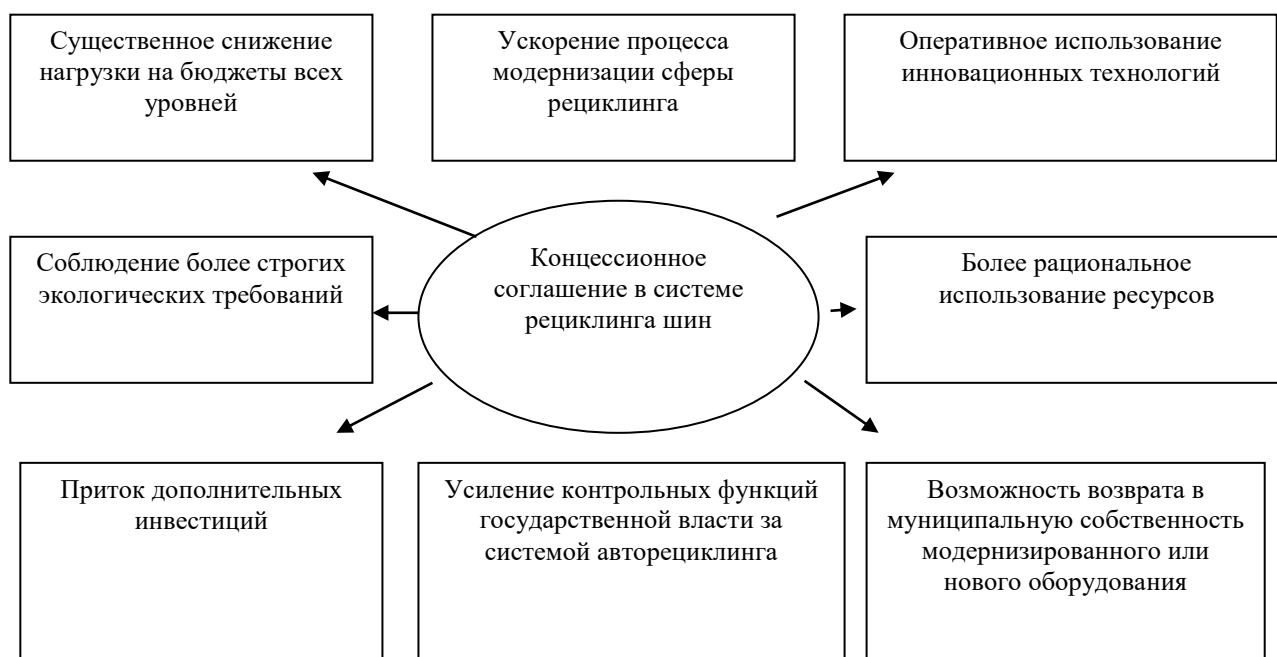 Существенное снижение
нагрузки на бюджеты всех
уровней
Ускорение процесса
модернизации сферы
рециклинга
Оперативное использование
инновационных технологий
Соблюдение более строгих
экологических требований
Концессионное
соглашение в системе
рециклинга шин
Более рациональное
использование ресурсов
Приток дополнительных
инвестиций
Усиление контрольных функций
государственной власти за
системой авторециклинга
Возможность возврата в
муниципальную собственность
модернизированного или
нового оборудования